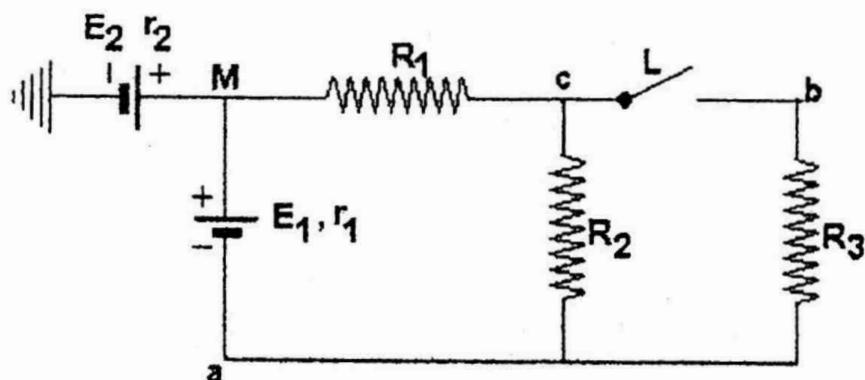 E2 r2
- +
M
R1
c
L
b
+
E1, r1
-
R2
R3
a